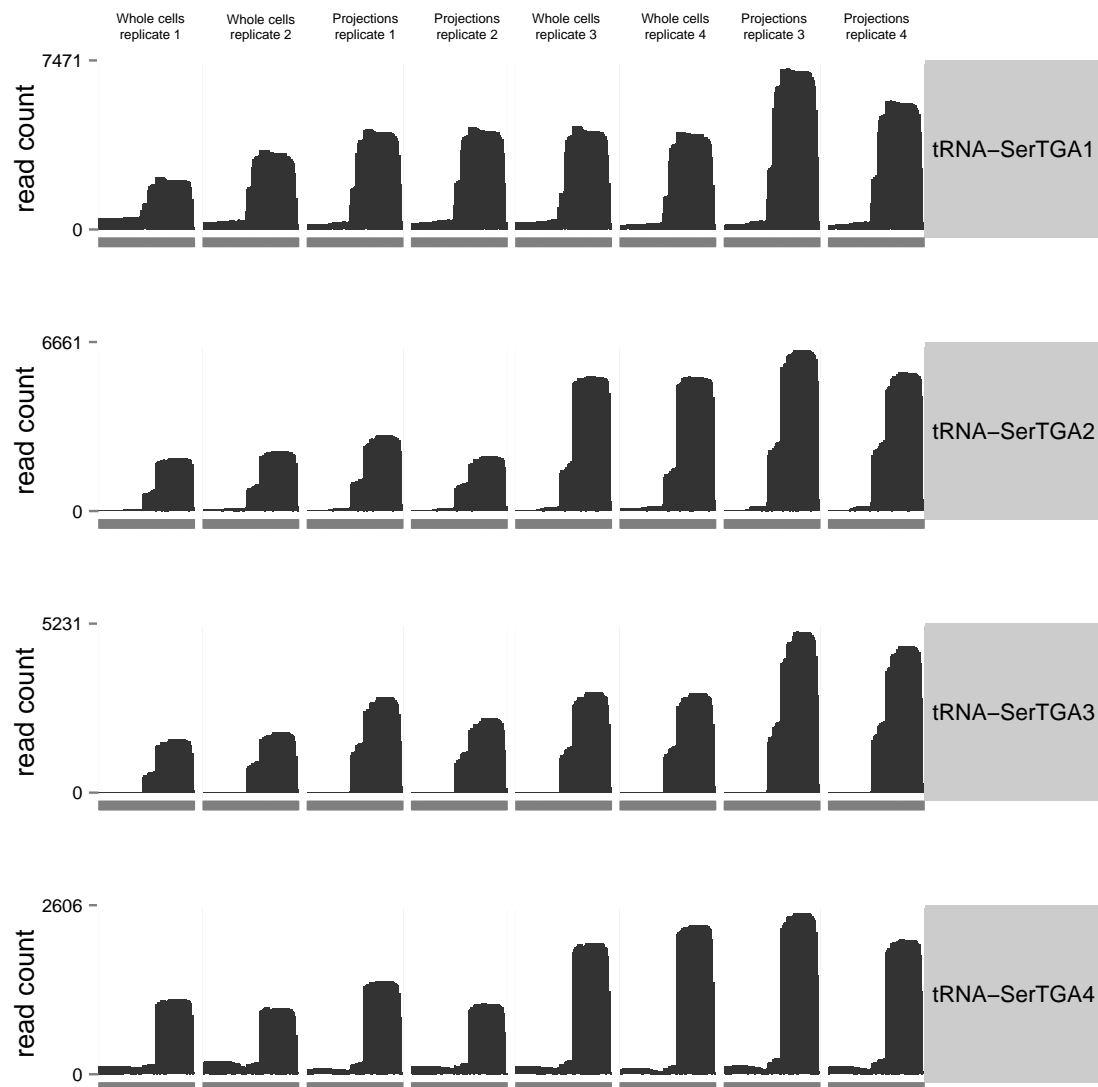 Whole cells replicate 1
Whole cells replicate 2
Projections replicate 1
Projections replicate 2
Whole cells replicate 3
Whole cells replicate 4
Projections replicate 3
Projections replicate 4
7471
read count
0
tRNA−SerTGA1
6661
read count
0
tRNA−SerTGA2
5231
read count
0
tRNA−SerTGA3
2606
read count
0
tRNA−SerTGA4